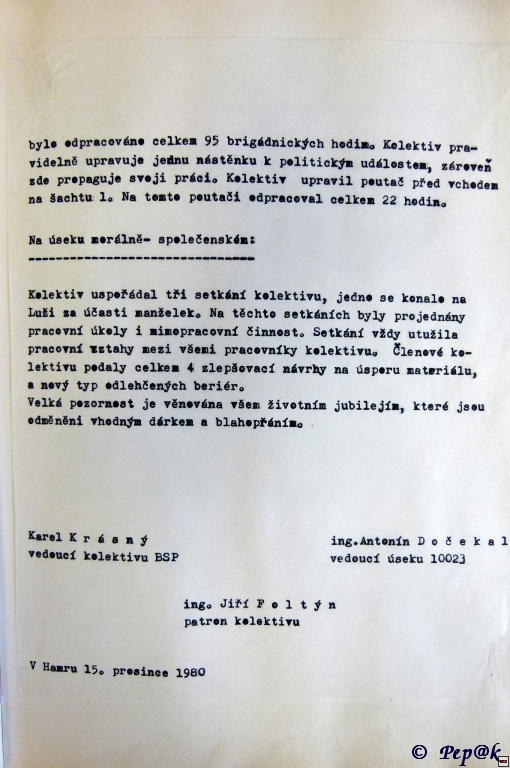 bylo odpracováno celkem 95 brigádnických hodin. Kolektiv pra-
videlně upravuje jednu nástěnku k politickým událostem, zároveň
zde propaguje svoji práci. Kolektiv upravil poutač před vchodem
na šachtu 1. Na tomto poutači odpracoval celkem 22 hodin.
Na úseku morálně- společenském:
-------------------------------
Kolektiv uspořádal tři setkání kolektivu, jedno se konalo na
Luži za účasti manželek. Na těchto setkáních byly projednány
pracovní úkoly i mimopracovní činnost. Setkání vždy utužila
pracovní vztahy mezi všemi pracovníky kolektivu. Členové ko-
lektivu podaly celkem 4 zlepšovací návrhy na úsporu materiálu,
a nový typ odlehčených beriér.
Velká pozornost je věnována všem životním jubilejím, které jsou
odměněni vhodným dárkem a blahopřáním.
Karel K r á s n ý
vedoucí kolektivu BSP
ing.Antonín D o č e k a l
vedoucí úseku 10023
ing. Jiří F o l t ý n
patron kolektivu
V Hamru 15. prosince 1980
© Pep@k